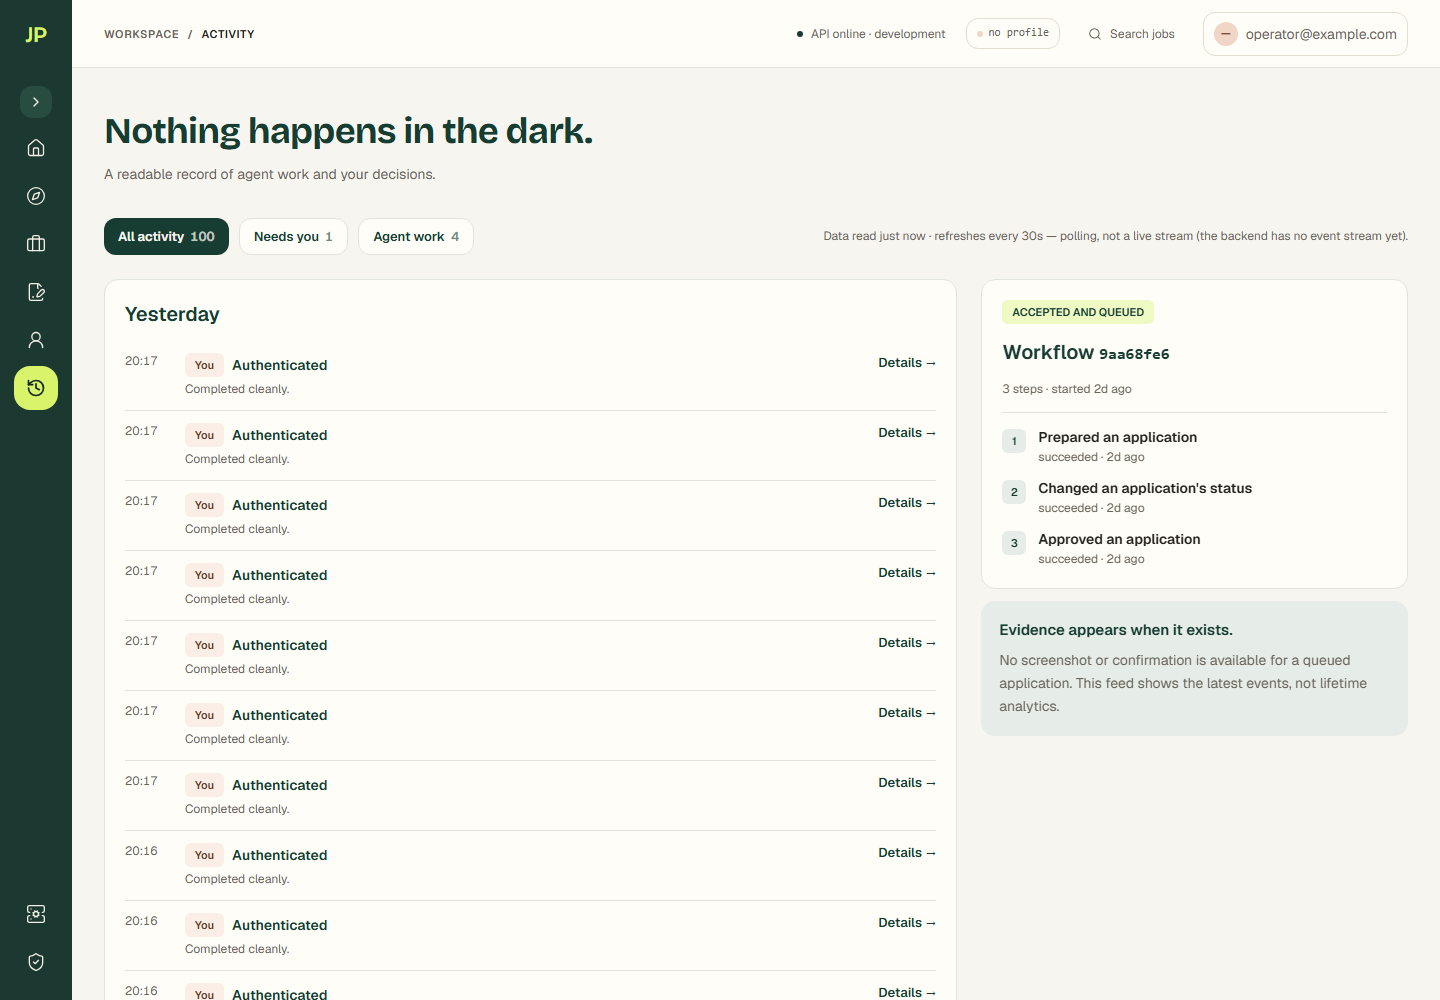 JP
WORKSPACE / ACTIVITY
API online · development
no profile
Search jobs
operator@example.com
Nothing happens in the dark.
A readable record of agent work and your decisions.
All activity 100
Needs you 1
Agent work 4
Data read just now · refreshes every 30s — polling, not a live stream (the backend has no event stream yet).
Yesterday
20:17 You Authenticated Details →
Completed cleanly.
20:17 You Authenticated Details →
Completed cleanly.
20:17 You Authenticated Details →
Completed cleanly.
20:17 You Authenticated Details →
Completed cleanly.
20:17 You Authenticated Details →
Completed cleanly.
20:17 You Authenticated Details →
Completed cleanly.
20:17 You Authenticated Details →
Completed cleanly.
20:16 You Authenticated Details →
Completed cleanly.
20:16 You Authenticated Details →
Completed cleanly.
20:16 You Authenticated Details →
ACCEPTED AND QUEUED
Workflow 9aa68fe6
3 steps · started 2d ago
1 Prepared an application
succeeded · 2d ago
2 Changed an application's status
succeeded · 2d ago
3 Approved an application
succeeded · 2d ago
Evidence appears when it exists.
No screenshot or confirmation is available for a queued
application. This feed shows the latest events, not lifetime
analytics.